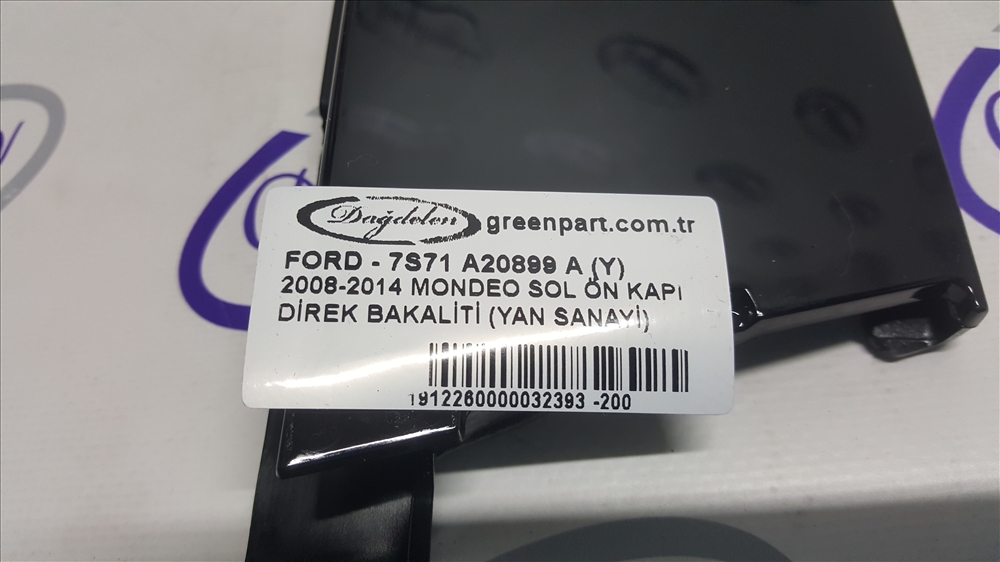 Dağdelen
greenpart.com.tr
FORD - 7S71 A20899 A (Y)
2008-2014 MONDEO SOL ÖN KAPI
DİREK BAKALİTİ (YAN SANAYİ)
1912260000032393 -200